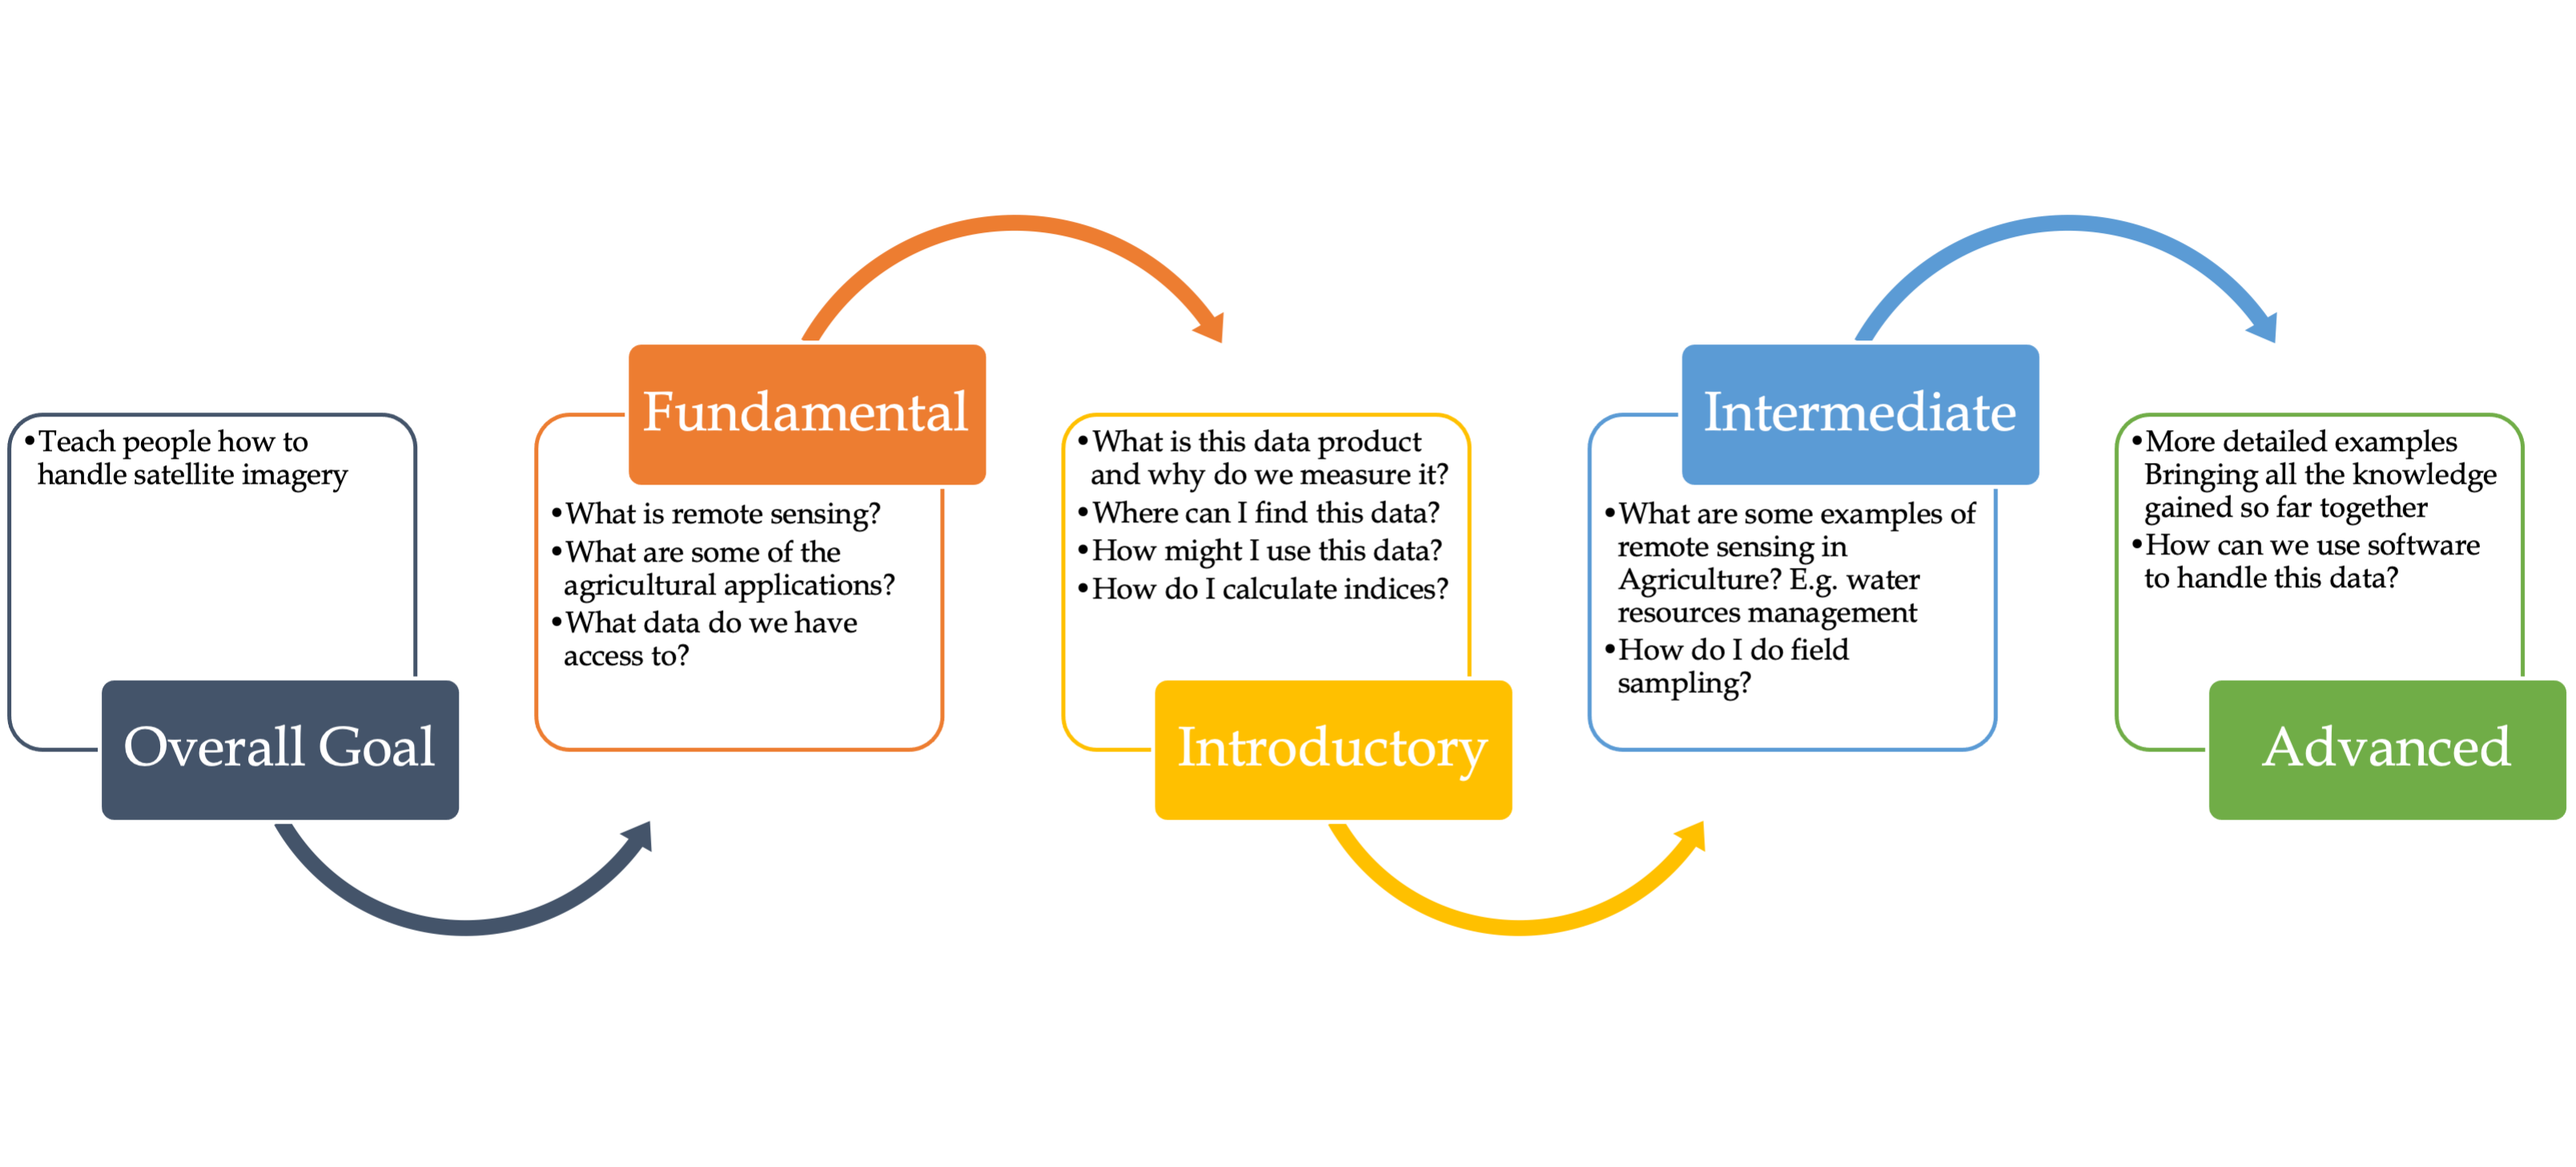 •Teach people how to
handle satellite imagery
Overall Goal
Fundamental
•What is remote sensing?
•What are some of the
agricultural applications?
•What data do we have
access to?
•What is this data product
and why do we measure it?
•Where can I find this data?
•How might I use this data?
•How do I calculate indices?
Introductory
Intermediate
•What are some examples of
remote sensing in
Agriculture? E.g. water
resources management
•How do I do field
sampling?
•More detailed examples
Bringing all the knowledge
gained so far together
•How can we use software
to handle this data?
Advanced